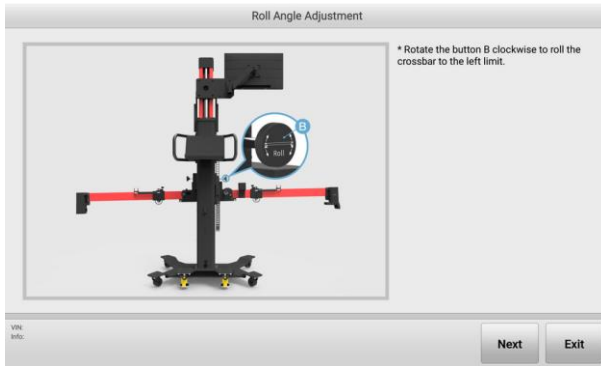 Roll Angle Adjustment
* Rotate the button B clockwise to roll the
crossbar to the left limit.
B
Roll
VIN:
Info:
Next
Exit